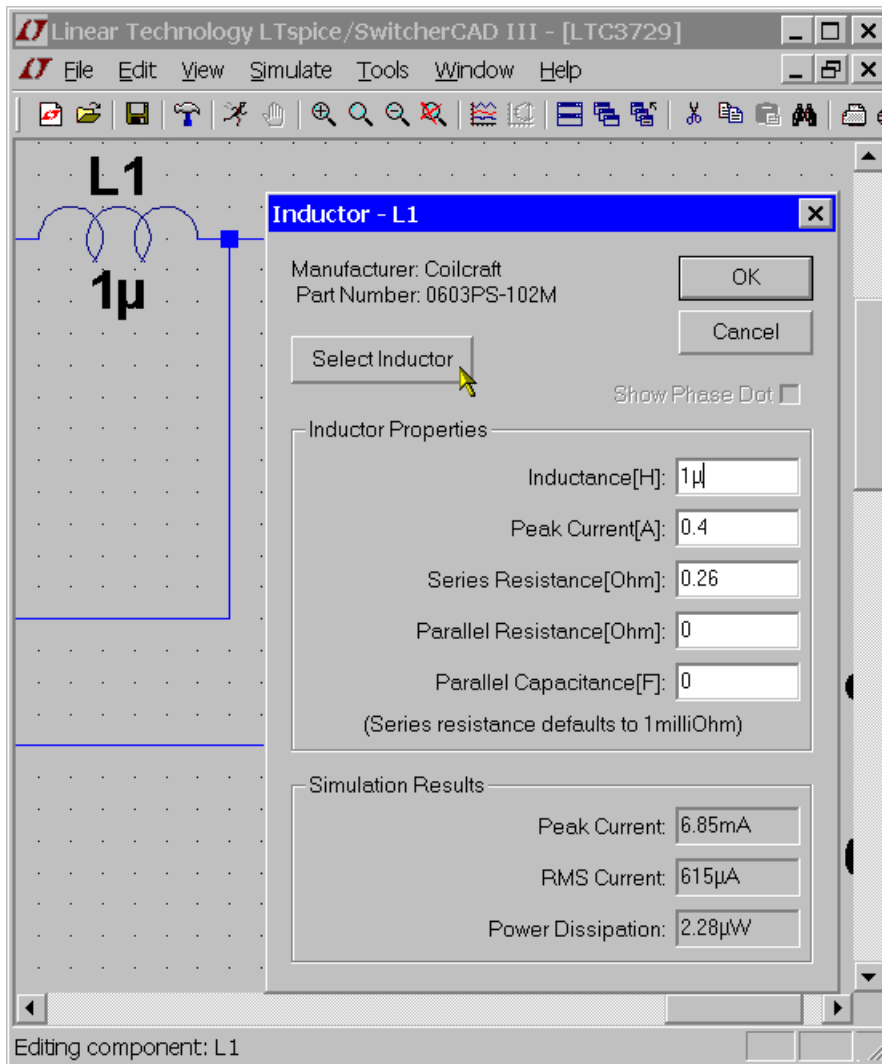 Linear Technology LTspice/SwitcherCAD III - [LTC3729]
File Edit View Simulate Tools Window Help
L1
1µ
Inductor - L1
Manufacturer: Coilcraft
Part Number: 0603PS-102M
OK
Cancel
Select Inductor
Show Phase Dot
Inductor Properties
Inductance[H]: 1µ
Peak Current[A]: 0.4
Series Resistance[Ohm]: 0.26
Parallel Resistance[Ohm]: 0
Parallel Capacitance[F]: 0
(Series resistance defaults to 1milliOhm)
Simulation Results
Peak Current: 6.85mA
RMS Current: 615µA
Power Dissipation: 2.28µW
Editing component: L1